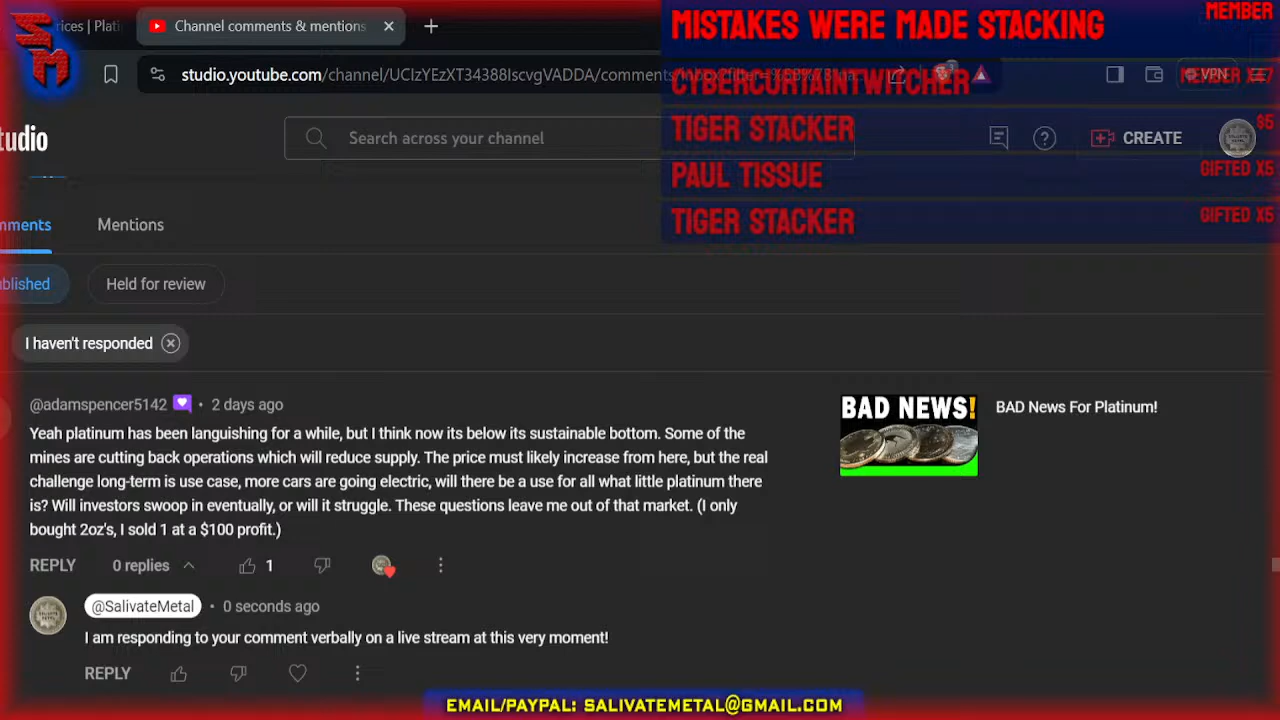 SM
rices | Plati
Channel comments & mentions
MISTAKES WERE MADE STACKING
MEMBER
studio.youtube.com/channel/UClzYEzXT34388IscvgVADDA/comments/inbox?filter=
CYBERCURTAINTWITCHER
MEMBER X27
VPN
tudio
Search across your channel
TIGER STACKER
$5
CREATE
PAUL TISSUE
GIFTED X5
TIGER STACKER
GIFTED X5
mments
Mentions
ublished
Held for review
I haven't responded
@adamspencer5142 • 2 days ago
BAD NEWS!
BAD News For Platinum!
Yeah platinum has been languishing for a while, but I think now its below its sustainable bottom. Some of the
mines are cutting back operations which will reduce supply. The price must likely increase from here, but the real
challenge long-term is use case, more cars are going electric, will there be a use for all what little platinum there
is? Will investors swoop in eventually, or will it struggle. These questions leave me out of that market. (I only
bought 2oz's, I sold 1 at a $100 profit.)
REPLY
0 replies
1
@SalivateMetal • 0 seconds ago
I am responding to your comment verbally on a live stream at this very moment!
REPLY
EMAIL/PAYPAL: SALIVATEMETAL@GMAIL.COM